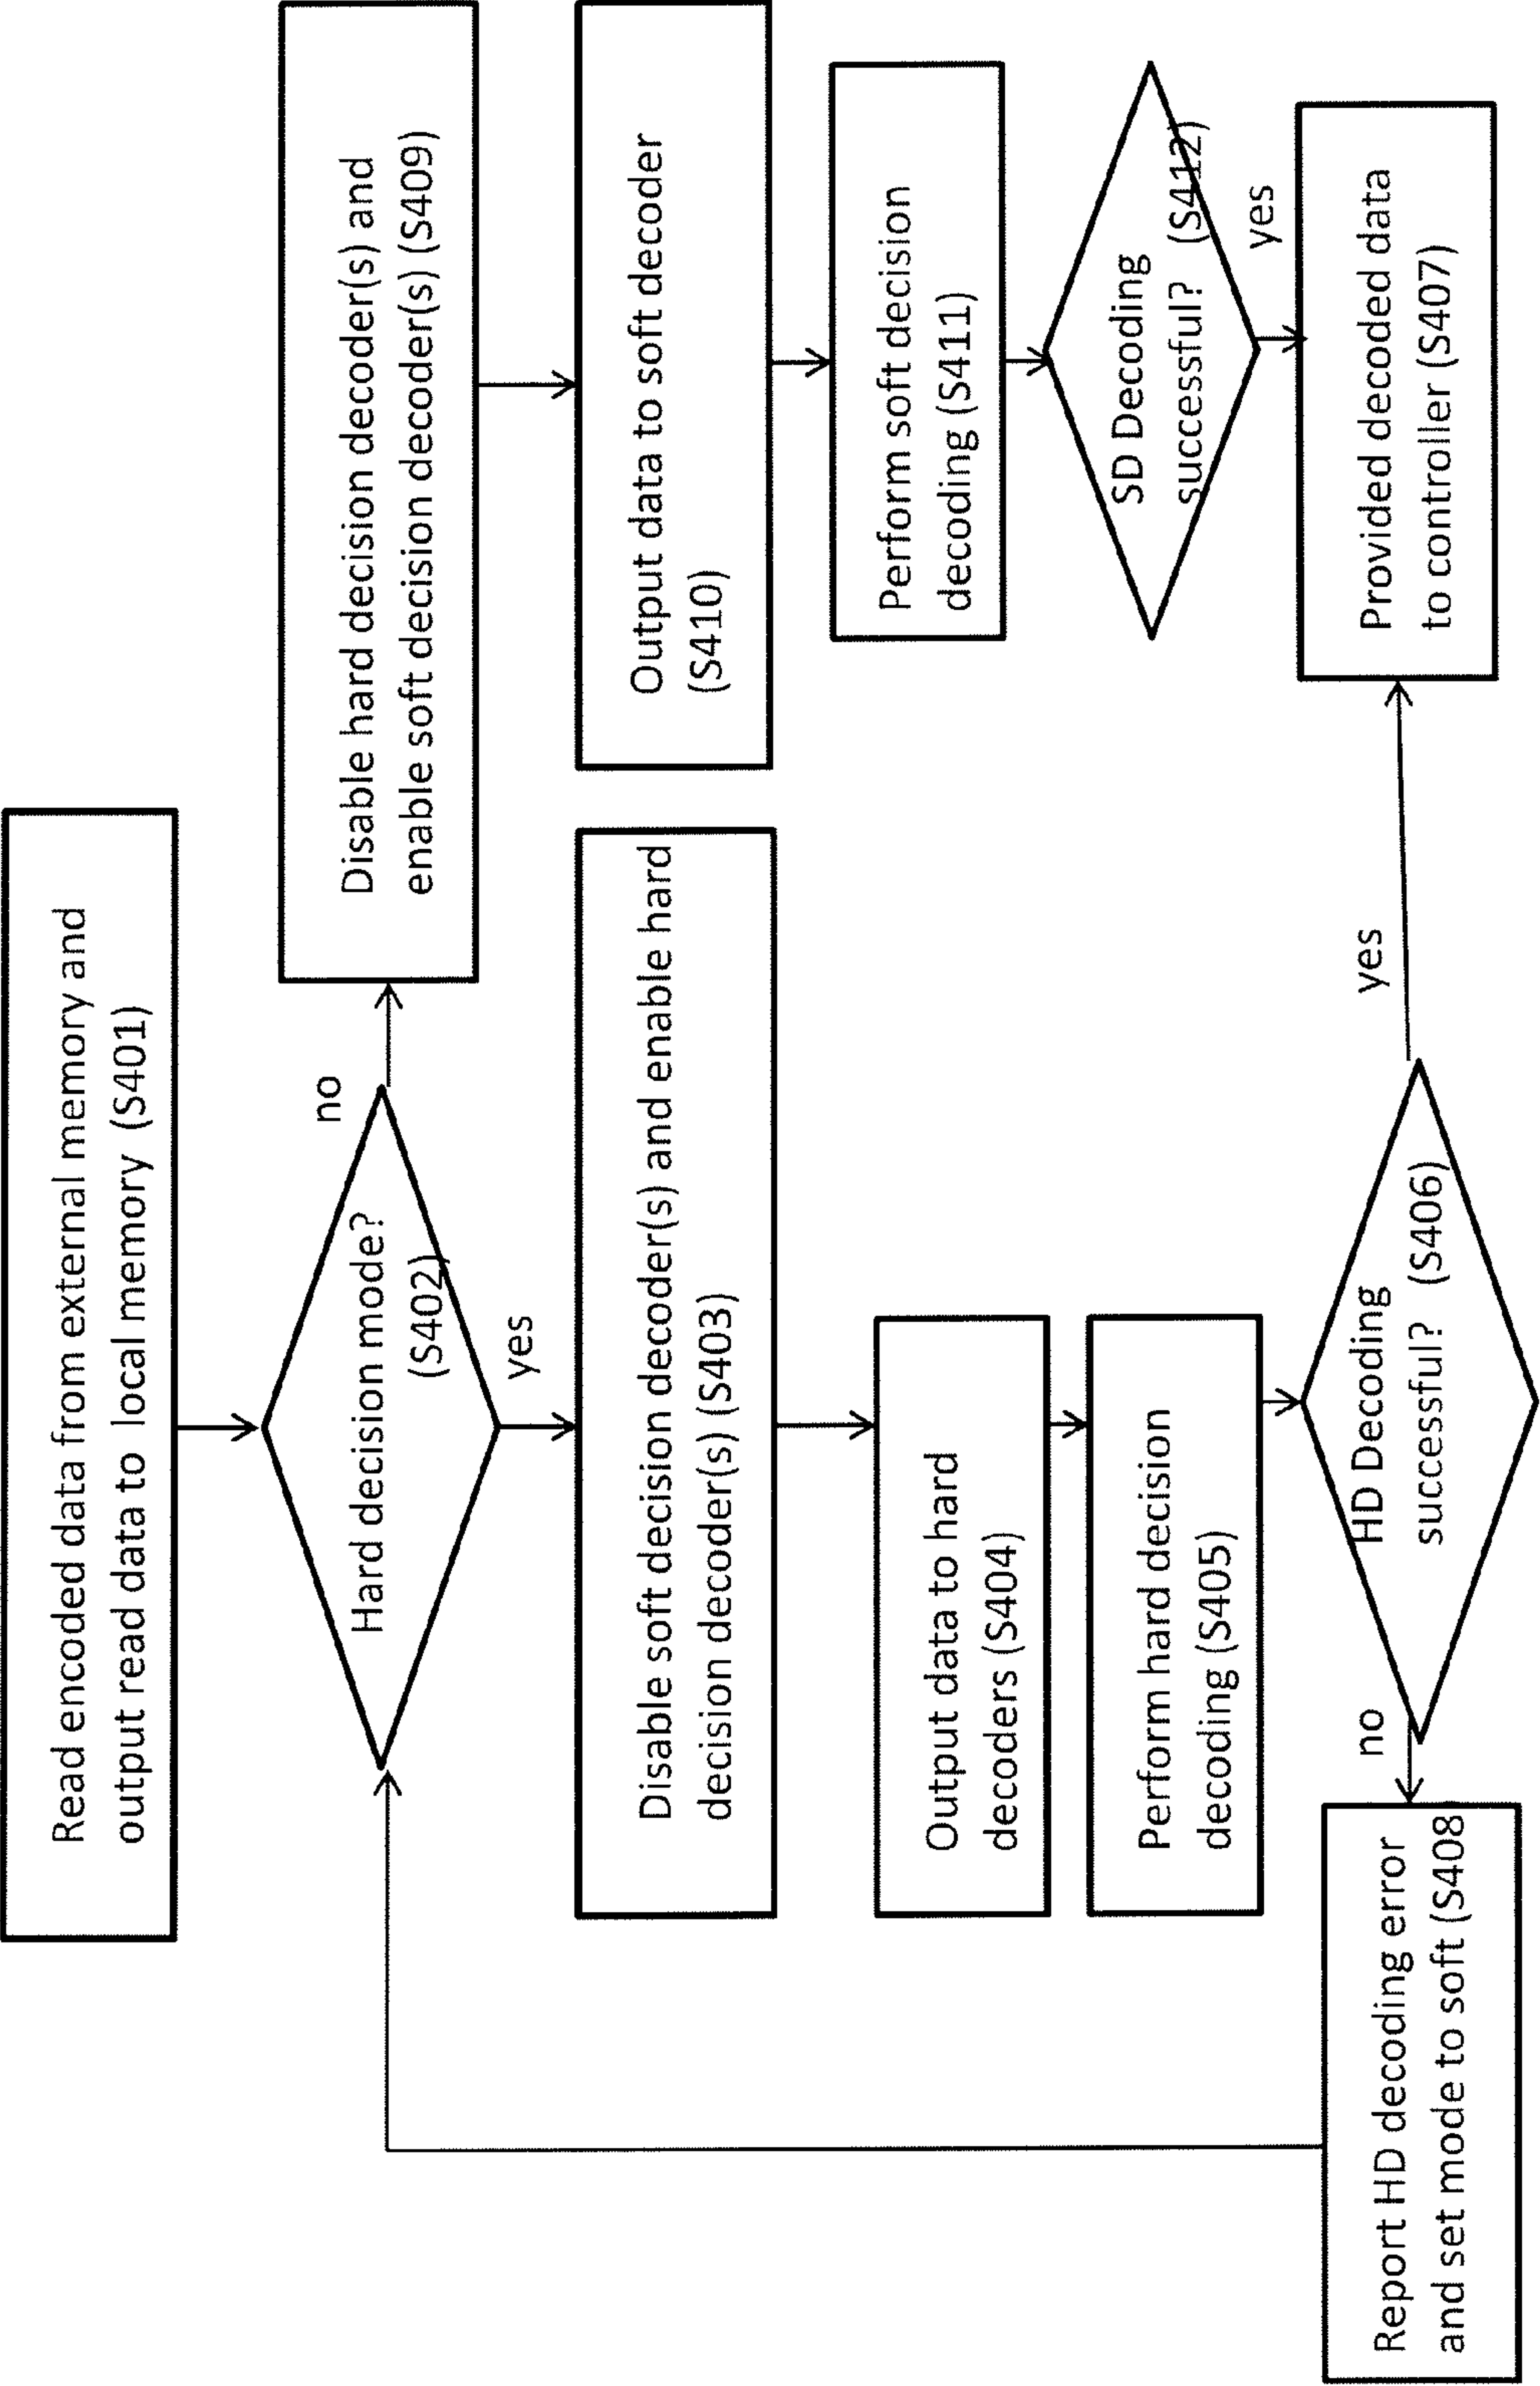 Read encoded data from external memory and
output read data to local memory (S401)
Hard decision mode?
(S402)
no
yes
Disable hard decision decoder(s) and
enable soft decision decoder(s) (S409)
Disable soft decision decoder(s) and enable hard
decision decoder(s) (S403)
Output data to soft decoder
(S410)
Output data to hard
decoders (S404)
Perform soft decision
decoding (S411)
Perform hard decision
decoding (S405)
SD Decoding
successful? (S412)
yes
HD Decoding
successful? (S406)
no
yes
Report HD decoding error
and set mode to soft (S408
Provided decoded data
to controller (S407)